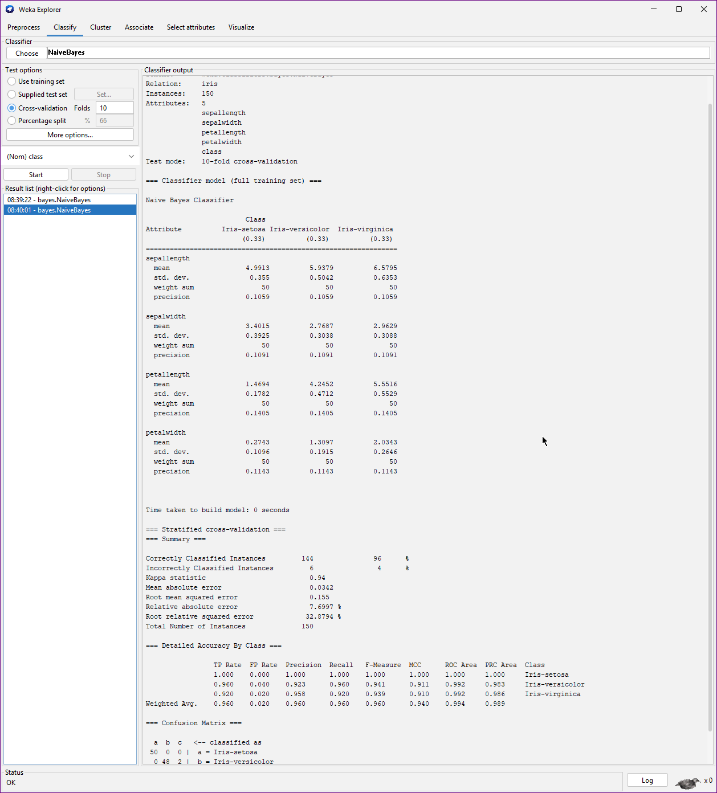 Weka Explorer
Preprocess Classify Cluster Associate Select attributes Visualize
Classifier
Choose NaiveBayes
Test options
Use training set
Supplied test set Set...
Cross-validation Folds 10
Percentage split % 66
More options...
(Nom) class
Start Stop
Result list (right-click for options)
08:39:22 - bayes.NaiveBayes
08:40:01 - bayes.NaiveBayes
Classifier output
Relation: iris
Instances: 150
Attributes: 5
sepallength
sepalwidth
petallength
petalwidth
class
Test mode: 10-fold cross-validation
=== Classifier model (full training set) ===
Naive Bayes Classifier
Class
Attribute Iris-setosa Iris-versicolor Iris-virginica
(0.33) (0.33) (0.33)
===============================================================
sepallength
mean 4.9913 5.9379 6.5795
std. dev. 0.355 0.5042 0.6353
weight sum 50 50 50
precision 0.1059 0.1059 0.1059
sepalwidth
mean 3.4015 2.7687 2.9629
std. dev. 0.3925 0.3038 0.3088
weight sum 50 50 50
precision 0.1091 0.1091 0.1091
petallength
mean 1.4694 4.2452 5.5516
std. dev. 0.1782 0.4712 0.5529
weight sum 50 50 50
precision 0.1405 0.1405 0.1405
petalwidth
mean 0.2743 1.3097 2.0343
std. dev. 0.1096 0.1915 0.2646
weight sum 50 50 50
precision 0.1143 0.1143 0.1143
Time taken to build model: 0 seconds
=== Stratified cross-validation ===
=== Summary ===
Correctly Classified Instances 144 96 %
Incorrectly Classified Instances 6 4 %
Kappa statistic 0.94
Mean absolute error 0.0342
Root mean squared error 0.155
Relative absolute error 7.6997 %
Root relative squared error 32.8794 %
Total Number of Instances 150
=== Detailed Accuracy By Class ===
TP Rate FP Rate Precision Recall F-Measure MCC ROC Area PRC Area Class
1.000 0.000 1.000 1.000 1.000 1.000 1.000 1.000 Iris-setosa
0.960 0.040 0.923 0.960 0.941 0.911 0.992 0.983 Iris-versicolor
0.920 0.020 0.958 0.920 0.939 0.910 0.992 0.986 Iris-virginica
Weighted Avg. 0.960 0.020 0.960 0.960 0.960 0.940 0.994 0.989
=== Confusion Matrix ===
a b c <-- classified as
50 0 0 | a = Iris-setosa
0 48 2 | b = Iris-versicolor
Status
OK
Log
x 0